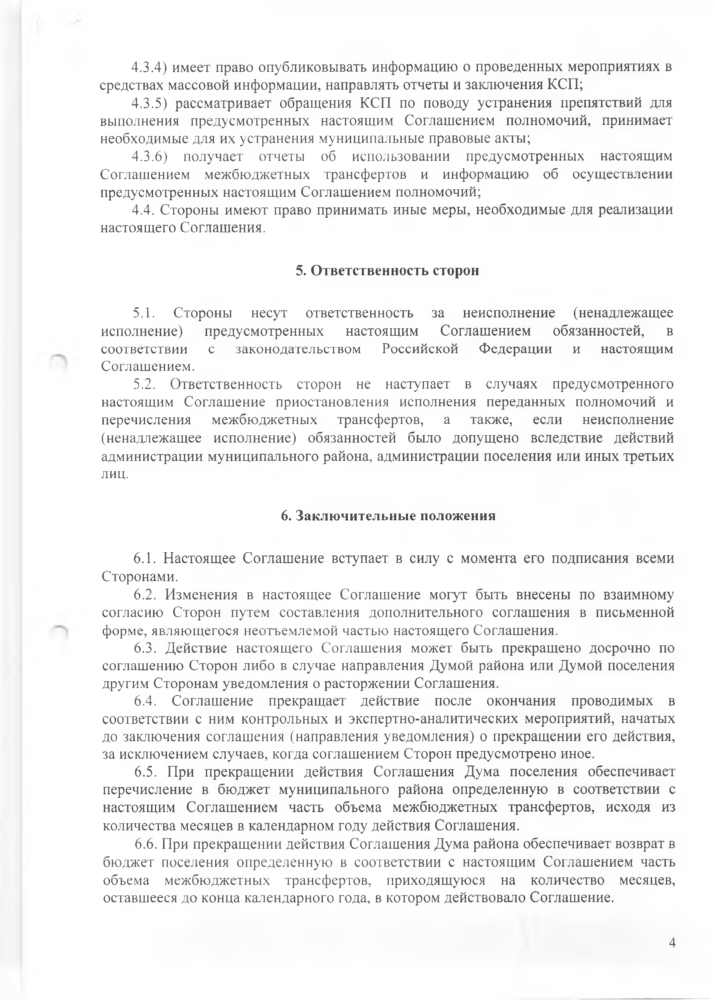 4.3.4) имеет право опубликовывать информацию о проведенных мероприятиях в
средствах массовой информации, направлять отчеты и заключения КСП;
4.3.5) рассматривает обращения КСП по поводу устранения препятствий для
выполнения предусмотренных настоящим Соглашением полномочий, принимает
необходимые для их устранения муниципальные правовые акты;
4.3.6) получает отчеты об использовании предусмотренных настоящим
Соглашением межбюджетных трансфертов и информацию об осуществлении
предусмотренных настоящим Соглашением полномочий;
4.4. Стороны имеют право принимать иные меры, необходимые для реализации
настоящего Соглашения.
5. Ответственность сторон
5.1. Стороны несут ответственность за неисполнение (ненадлежащее
исполнение) предусмотренных настоящим Соглашением обязанностей, в
соответствии с законодательством Российской Федерации и настоящим
Соглашением.
5.2. Ответственность сторон не наступает в случаях предусмотренного
настоящим Соглашение приостановления исполнения переданных полномочий и
перечисления межбюджетных трансфертов, а также, если неисполнение
(ненадлежащее исполнение) обязанностей было допущено вследствие действий
администрации муниципального района, администрации поселения или иных третьих
лиц.
6. Заключительные положения
6.1. Настоящее Соглашение вступает в силу с момента его подписания всеми
Сторонами.
6.2. Изменения в настоящее Соглашение могут быть внесены по взаимному
согласию Сторон путем составления дополнительного соглашения в письменной
форме, являющегося неотъемлемой частью настоящего Соглашения.
6.3. Действие настоящего Соглашения может быть прекращено досрочно по
соглашению Сторон либо в случае направления Думой района или Думой поселения
другим Сторонам уведомления о расторжении Соглашения.
6.4. Соглашение прекращает действие после окончания проводимых в
соответствии с ним контрольных и экспертно-аналитических мероприятий, начатых
до заключения соглашения (направления уведомления) о прекращении его действия,
за исключением случаев, когда соглашением Сторон предусмотрено иное.
6.5. При прекращении действия Соглашения Дума поселения обеспечивает
перечисление в бюджет муниципального района определенную в соответствии с
настоящим Соглашением часть объема межбюджетных трансфертов, исходя из
количества месяцев в календарном году действия Соглашения.
6.6. При прекращении действия Соглашения Дума района обеспечивает возврат в
бюджет поселения определенную в соответствии с настоящим Соглашением часть
объема межбюджетных трансфертов, приходящуюся на количество месяцев,
оставшееся до конца календарного года, в котором действовало Соглашение.
4